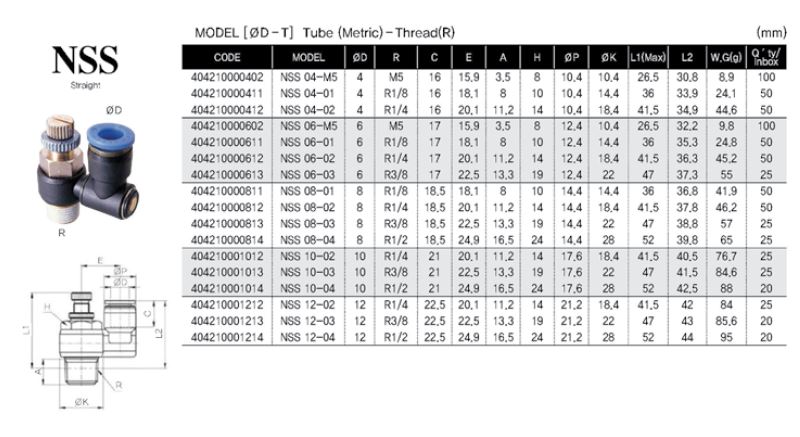 MODEL [ØD-T] Tube (Metric)-Thread(R) (mm)
NSS
Straight
ØD
R
CODE MODEL ØD R C E A H ØP ØK L1(Max) L2 W.G(g) Q´ty/inbox
404210000402 NSS 04-M5 4 M5 16 15,9 3,5 8 10,4 10,4 26,5 30,8 8,9 100
404210000411 NSS 04-01 4 R1/8 16 18,1 8 10 10,4 14,4 36 33,9 24,1 50
404210000412 NSS 04-02 4 R1/4 16 20,1 11,2 14 10,4 18,4 41,5 34,9 44,6 50
404210000602 NSS 06-M5 6 M5 17 15,9 3,5 8 12,4 10,4 26,5 32,2 9,8 100
404210000611 NSS 06-01 6 R1/8 17 18,1 8 10 12,4 14,4 36 35,3 24,8 50
404210000612 NSS 06-02 6 R1/4 17 20,1 11,2 14 12,4 18,4 41,5 36,3 45,2 50
404210000613 NSS 06-03 6 R3/8 17 22,5 13,3 19 12,4 22 47 37,3 55 25
404210000811 NSS 08-01 8 R1/8 18,5 18,1 8 10 14,4 14,4 36 36,8 41,9 50
404210000812 NSS 08-02 8 R1/4 18,5 20,1 11,2 14 14,4 18,4 41,5 37,8 46,2 50
404210000813 NSS 08-03 8 R3/8 18,5 22,5 13,3 19 14,4 22 47 38,8 57 25
404210000814 NSS 08-04 8 R1/2 18,5 24,9 16,5 24 14,4 28 52 39,8 65 25
404210001012 NSS 10-02 10 R1/4 21 20,1 11,2 14 17,6 18,4 41,5 40,5 76,7 25
404210001013 NSS 10-03 10 R3/8 21 22,5 13,3 19 17,6 22 47 41,5 84,6 25
404210001014 NSS 10-04 10 R1/2 21 24,9 16,5 24 17,6 28 52 42,5 88 20
404210001212 NSS 12-02 12 R1/4 22,5 20,1 11,2 14 21,2 18,4 41,5 42 84 25
404210001213 NSS 12-03 12 R3/8 22,5 22,5 13,3 19 21,2 22 47 43 85,6 20
404210001214 NSS 12-04 12 R1/2 22,5 24,9 16,5 24 21,2 28 52 44 95 20
E
ØP
ØD
H
C
L1
L2
A
R
ØK